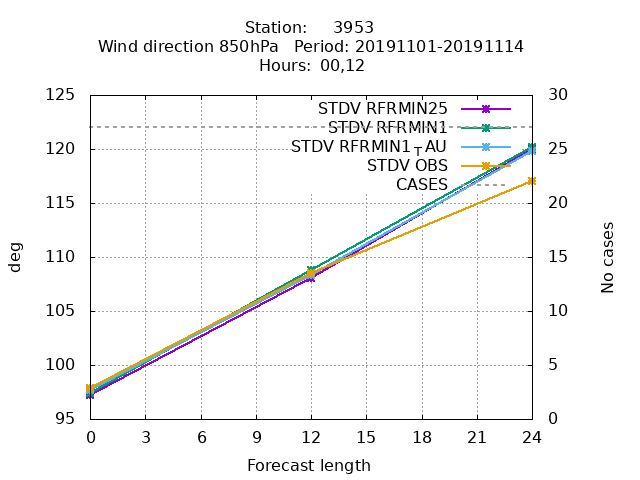 Station: 3953
Wind direction 850hPa Period: 20191101-20191114
Hours: 00,12
125
120
115
110
105
100
95
30
25
20
15
10
5
0
STDV RFRMIN25
STDV RFRMIN1
STDV RFRMIN1TAU
STDV OBS
CASES
deg
No cases
0 3 6 9 12 15 18 21 24
Forecast length